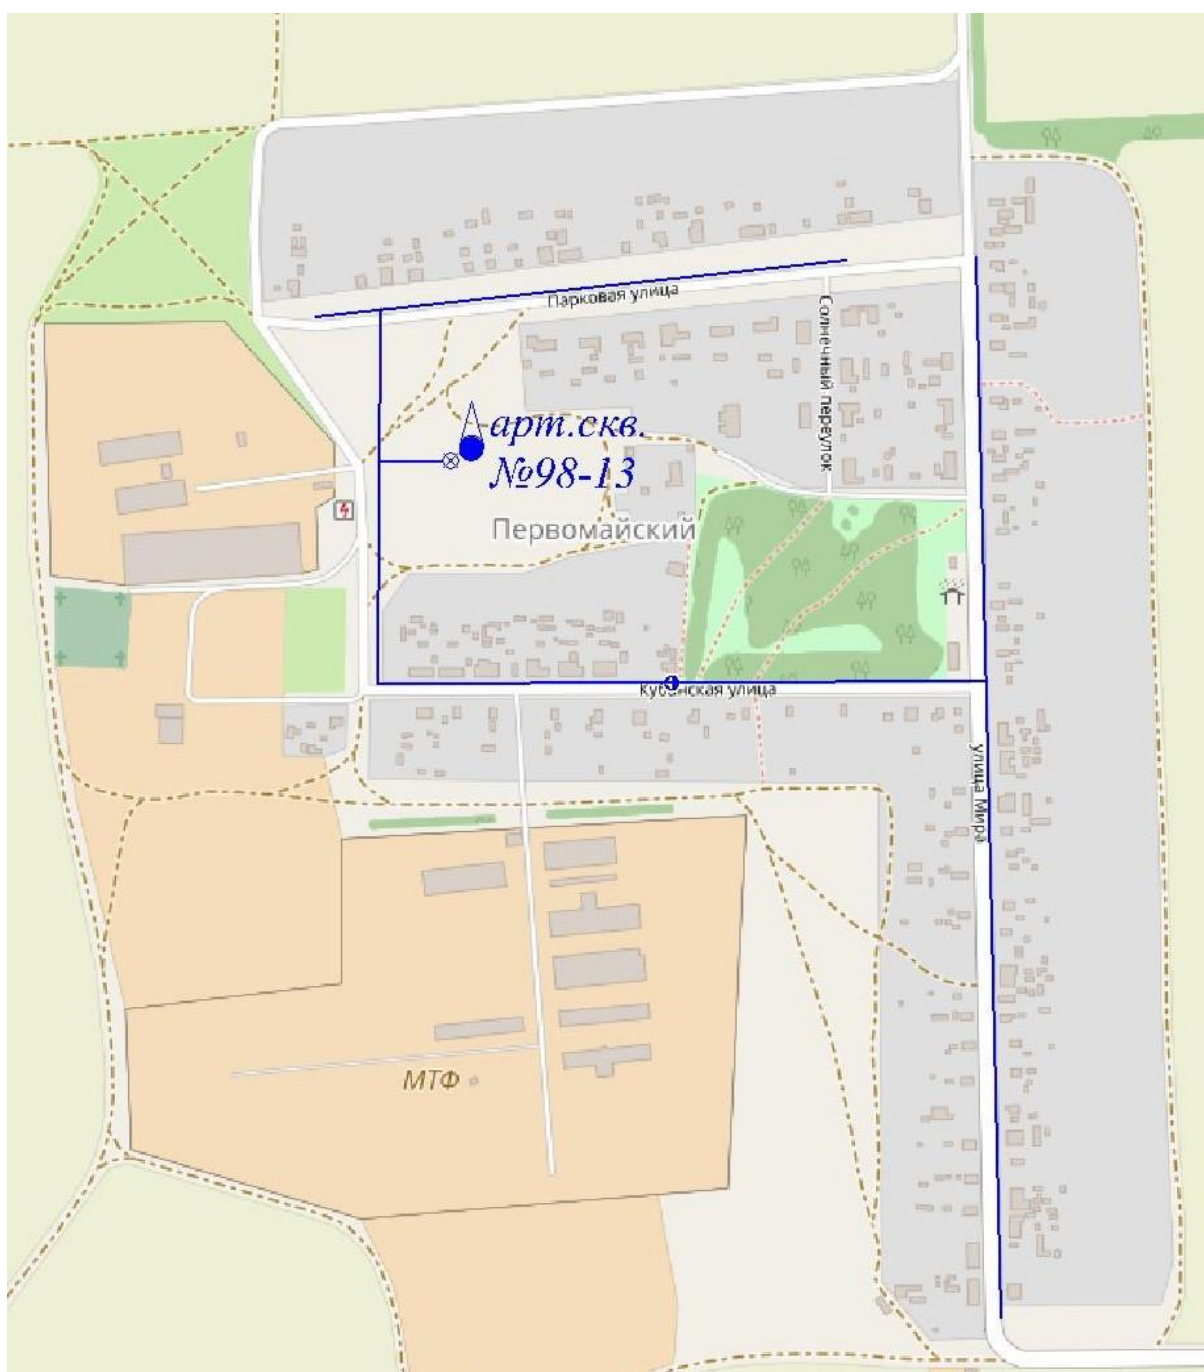 Парковая улица
Солнечный переулок
арт.скв.
№98-13
Первомайский
Кубанская улица
улица Мира
МТФ